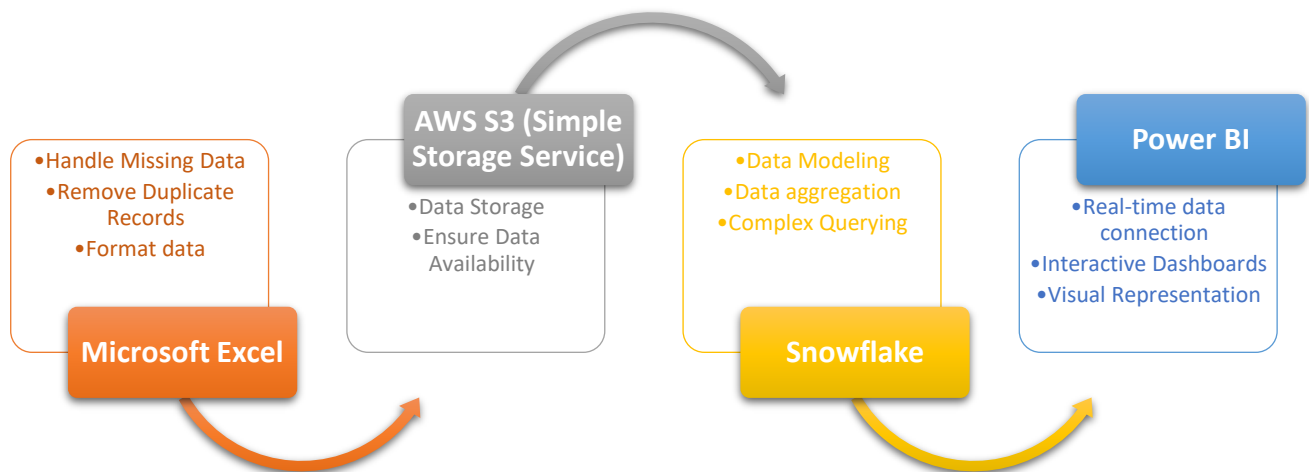 •Handle Missing Data
•Remove Duplicate
Records
•Format data
Microsoft Excel
AWS S3 (Simple
Storage Service)
•Data Storage
•Ensure Data
Availability
•Data Modeling
•Data aggregation
•Complex Querying
Snowflake
Power BI
•Real-time data
connection
•Interactive Dashboards
•Visual Representation